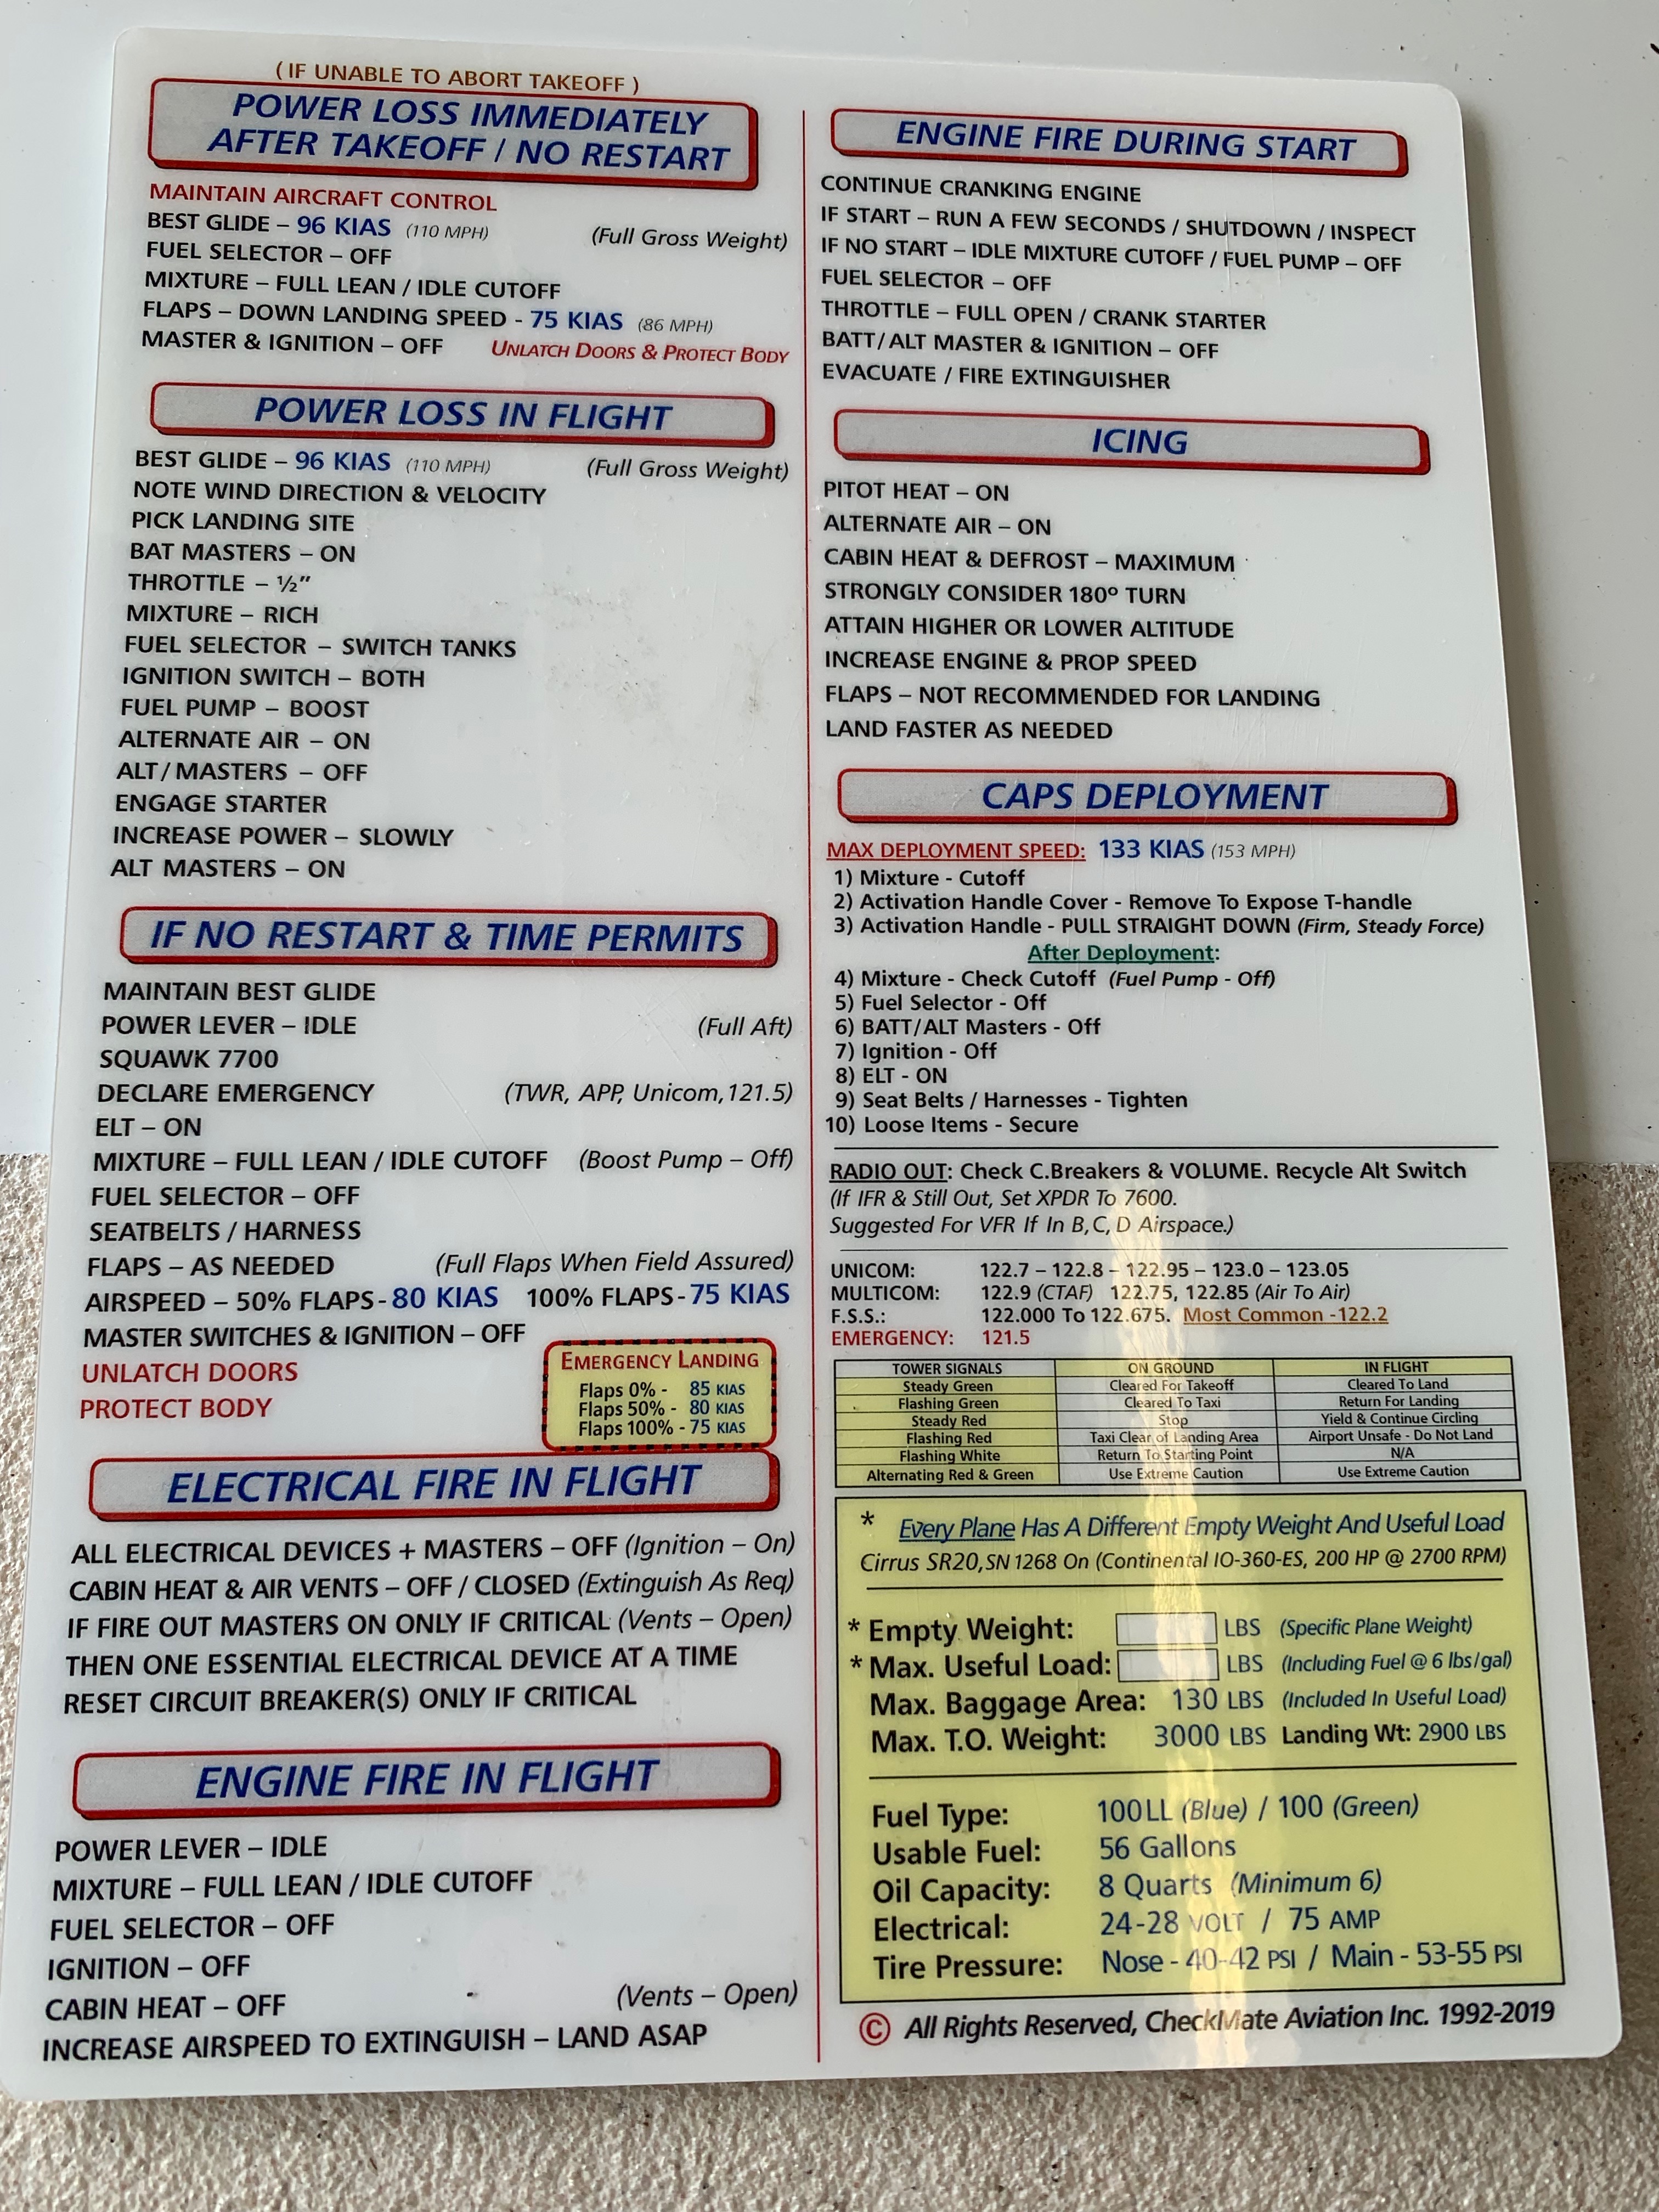 ( IF UNABLE TO ABORT TAKEOFF )
POWER LOSS IMMEDIATELY
AFTER TAKEOFF / NO RESTART
MAINTAIN AIRCRAFT CONTROL
BEST GLIDE – 96 KIAS (110 MPH) (Full Gross Weight)
FUEL SELECTOR – OFF
MIXTURE – FULL LEAN / IDLE CUTOFF
FLAPS – DOWN LANDING SPEED - 75 KIAS (86 MPH)
MASTER & IGNITION – OFF UNLATCH DOORS & PROTECT BODY
POWER LOSS IN FLIGHT
BEST GLIDE – 96 KIAS (110 MPH) (Full Gross Weight)
NOTE WIND DIRECTION & VELOCITY
PICK LANDING SITE
BAT MASTERS – ON
THROTTLE – ½"
MIXTURE – RICH
FUEL SELECTOR – SWITCH TANKS
IGNITION SWITCH – BOTH
FUEL PUMP – BOOST
ALTERNATE AIR – ON
ALT/MASTERS – OFF
ENGAGE STARTER
INCREASE POWER – SLOWLY
ALT MASTERS – ON
IF NO RESTART & TIME PERMITS
MAINTAIN BEST GLIDE
POWER LEVER – IDLE (Full Aft)
SQUAWK 7700
DECLARE EMERGENCY (TWR, APP, Unicom,121.5)
ELT – ON
MIXTURE – FULL LEAN / IDLE CUTOFF (Boost Pump – Off)
FUEL SELECTOR – OFF
SEATBELTS / HARNESS
FLAPS – AS NEEDED (Full Flaps When Field Assured)
AIRSPEED – 50% FLAPS-80 KIAS 100% FLAPS-75 KIAS
MASTER SWITCHES & IGNITION – OFF
UNLATCH DOORS
PROTECT BODY
EMERGENCY LANDING
Flaps 0% - 85 KIAS
Flaps 50% - 80 KIAS
Flaps 100% - 75 KIAS
ELECTRICAL FIRE IN FLIGHT
ALL ELECTRICAL DEVICES + MASTERS – OFF (Ignition – On)
CABIN HEAT & AIR VENTS – OFF / CLOSED (Extinguish As Req)
IF FIRE OUT MASTERS ON ONLY IF CRITICAL (Vents – Open)
THEN ONE ESSENTIAL ELECTRICAL DEVICE AT A TIME
RESET CIRCUIT BREAKER(S) ONLY IF CRITICAL
ENGINE FIRE IN FLIGHT
POWER LEVER – IDLE
MIXTURE – FULL LEAN / IDLE CUTOFF
FUEL SELECTOR – OFF
IGNITION – OFF
CABIN HEAT – OFF (Vents – Open)
INCREASE AIRSPEED TO EXTINGUISH – LAND ASAP
ENGINE FIRE DURING START
CONTINUE CRANKING ENGINE
IF START – RUN A FEW SECONDS / SHUTDOWN / INSPECT
IF NO START – IDLE MIXTURE CUTOFF / FUEL PUMP – OFF
FUEL SELECTOR – OFF
THROTTLE – FULL OPEN / CRANK STARTER
BATT/ALT MASTER & IGNITION – OFF
EVACUATE / FIRE EXTINGUISHER
ICING
PITOT HEAT – ON
ALTERNATE AIR – ON
CABIN HEAT & DEFROST – MAXIMUM
STRONGLY CONSIDER 180º TURN
ATTAIN HIGHER OR LOWER ALTITUDE
INCREASE ENGINE & PROP SPEED
FLAPS – NOT RECOMMENDED FOR LANDING
LAND FASTER AS NEEDED
CAPS DEPLOYMENT
MAX DEPLOYMENT SPEED: 133 KIAS (153 MPH)
1) Mixture - Cutoff
2) Activation Handle Cover - Remove To Expose T-handle
3) Activation Handle - PULL STRAIGHT DOWN (Firm, Steady Force)
After Deployment:
4) Mixture - Check Cutoff (Fuel Pump - Off)
5) Fuel Selector - Off
6) BATT/ALT Masters - Off
7) Ignition - Off
8) ELT - ON
9) Seat Belts / Harnesses - Tighten
10) Loose Items - Secure
RADIO OUT: Check C.Breakers & VOLUME. Recycle Alt Switch
(If IFR & Still Out, Set XPDR To 7600.
Suggested For VFR If In B,C,D Airspace.)
UNICOM: 122.7 – 122.8 – 122.95 – 123.0 – 123.05
MULTICOM: 122.9 (CTAF) 122.75, 122.85 (Air To Air)
F.S.S.: 122.000 To 122.675. Most Common -122.2
EMERGENCY: 121.5
TOWER SIGNALS ON GROUND IN FLIGHT
Steady Green Cleared For Takeoff Cleared To Land
Flashing Green Cleared To Taxi Return For Landing
Steady Red Stop Yield & Continue Circling
Flashing Red Taxi Clear of Landing Area Airport Unsafe - Do Not Land
Flashing White Return To Starting Point N/A
Alternating Red & Green Use Extreme Caution Use Extreme Caution
* Every Plane Has A Different Empty Weight And Useful Load
Cirrus SR20,SN 1268 On (Continental IO-360-ES, 200 HP @ 2700 RPM)
* Empty Weight: LBS (Specific Plane Weight)
* Max. Useful Load: LBS (Including Fuel @ 6 lbs/gal)
Max. Baggage Area: 130 LBS (Included In Useful Load)
Max. T.O. Weight: 3000 LBS Landing Wt: 2900 LBS
Fuel Type: 100LL (Blue) / 100 (Green)
Usable Fuel: 56 Gallons
Oil Capacity: 8 Quarts (Minimum 6)
Electrical: 24-28 VOLT / 75 AMP
Tire Pressure: Nose - 40-42 PSI / Main - 53-55 PSI
© All Rights Reserved, CheckMate Aviation Inc. 1992-2019